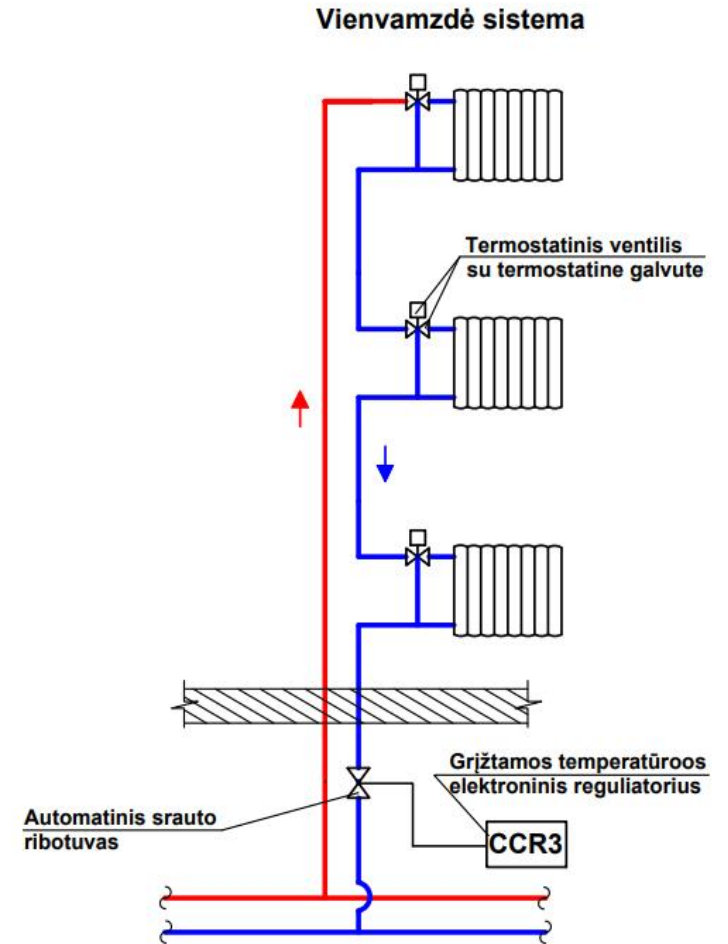 Vienvamzdė sistema
Termostatinis ventilis
su termostatine galvute
Grįžtamos temperatūroos
elektroninis reguliatorius
Automatinis srauto
ribotuvas
CCR3